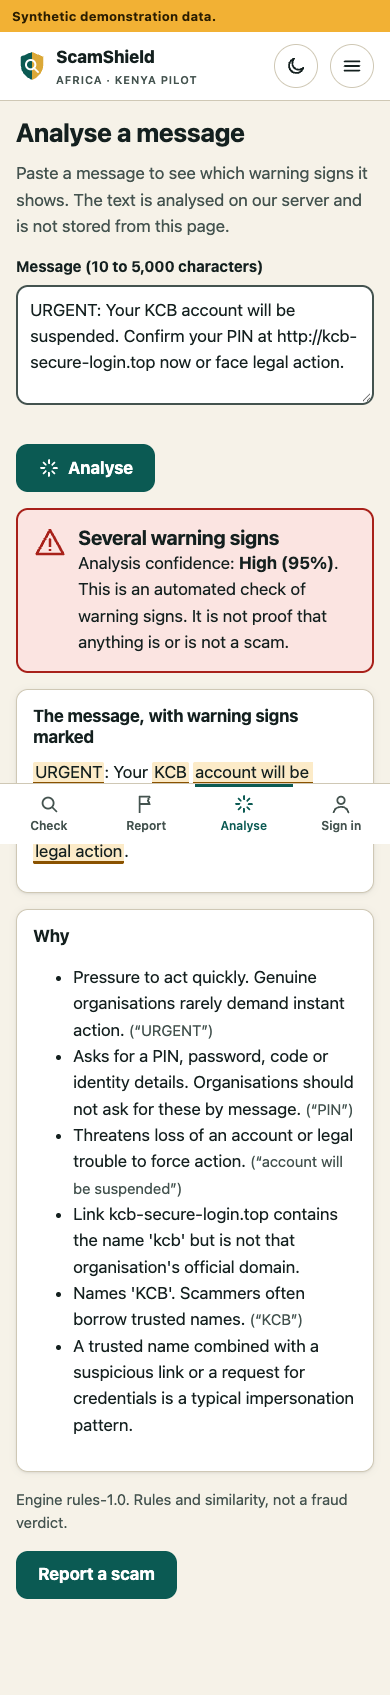 Synthetic demonstration data.
ScamShield
AFRICA · KENYA PILOT
Analyse a message
Paste a message to see which warning signs it
shows. The text is analysed on our server and
is not stored from this page.
Message (10 to 5,000 characters)
URGENT: Your KCB account will be
suspended. Confirm your PIN at http://kcb-
secure-login.top now or face legal action.
Analyse
Several warning signs
Analysis confidence: High (95%).
This is an automated check of
warning signs. It is not proof that
anything is or is not a scam.
The message, with warning signs
marked
URGENT: Your KCB account will be
Check
Report
Analyse
Sign in
legal action.
Why
• Pressure to act quickly. Genuine
organisations rarely demand instant
action. (“URGENT”)
• Asks for a PIN, password, code or
identity details. Organisations should
not ask for these by message. (“PIN”)
• Threatens loss of an account or legal
trouble to force action. (“account will
be suspended”)
• Link kcb-secure-login.top contains
the name 'kcb' but is not that
organisation's official domain.
• Names 'KCB'. Scammers often
borrow trusted names. (“KCB”)
• A trusted name combined with a
suspicious link or a request for
credentials is a typical impersonation
pattern.
Engine rules-1.0. Rules and similarity, not a fraud
verdict.
Report a scam